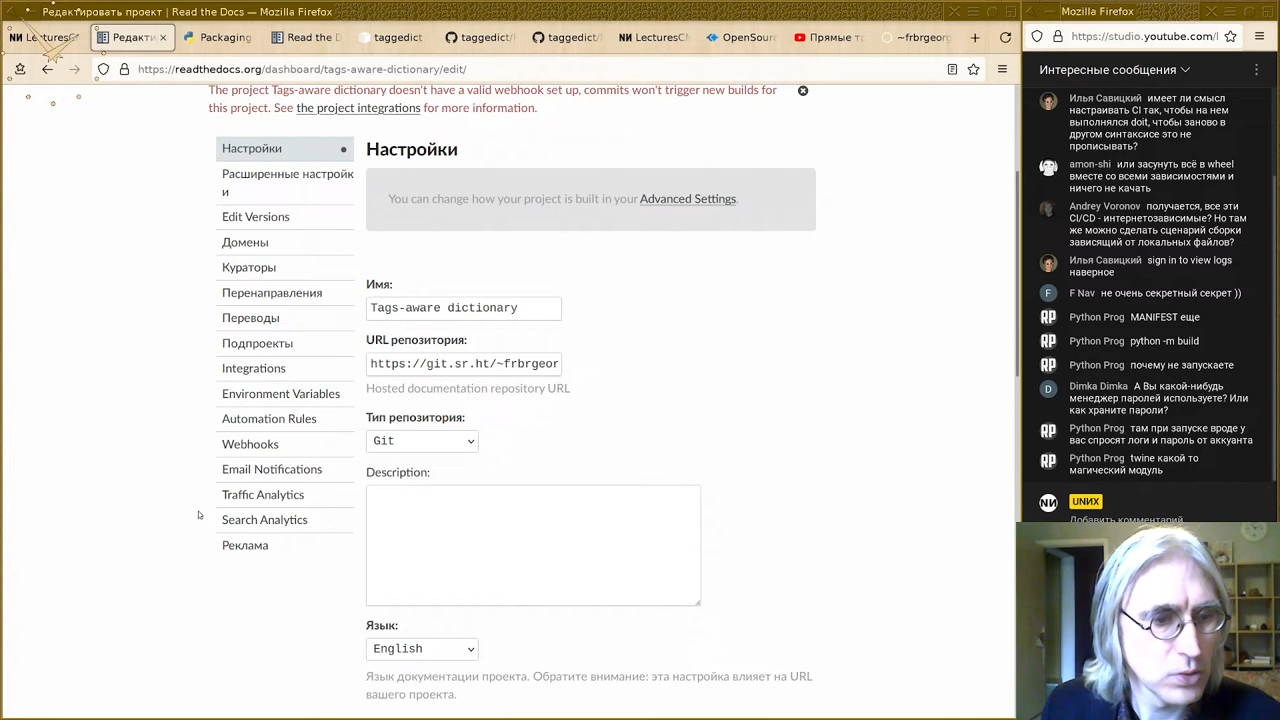 Редактировать проект | Read the Docs — Mozilla Firefox
Mozilla Firefox
LecturesCM
Редакти
Packaging
Read the D
taggedict
taggedict/
taggedict/
LecturesCM
OpenSour
Прямые тр
~frbrgeorg
https://readthedocs.org/dashboard/tags-aware-dictionary/edit/
https://studio.youtube.com/l
The project Tags-aware dictionary doesn't have a valid webhook set up, commits won't trigger new builds for
this project. See the project integrations for more information.
Настройки
Расширенные настройк
и
Edit Versions
Домены
Кураторы
Перенаправления
Переводы
Подпроекты
Integrations
Environment Variables
Automation Rules
Webhooks
Email Notifications
Traffic Analytics
Search Analytics
Реклама
Настройки
You can change how your project is built in your Advanced Settings.
Имя:
Tags-aware dictionary
URL репозитория:
https://git.sr.ht/~frbrgeor
Hosted documentation repository URL
Тип репозитория:
Git
Description:
Язык:
English
Язык документации проекта. Обратите внимание: эта настройка влияет на URL
вашего проекта.
Интересные сообщения
Илья Савицкий имеет ли смысл
настраивать CI так, чтобы на нем
выполнялся doit, чтобы заново в
другом синтаксисе это не
прописывать?
amon-shi или засунуть всё в wheel
вместе со всеми зависимостями и
ничего не качать
Andrey Voronov получается, все эти
CI/CD - интернетозависимые? Но там
же можно сделать сценарий сборки
зависящий от локальных файлов?
Илья Савицкий sign in to view logs
наверное
F
F Nav не очень секретный секрет ))
Python Prog MANIFEST еще
Python Prog python -m build
Python Prog почему не запускаете
D
Dimka Dimka А Вы какой-нибудь
менеджер паролей используете? Или
как храните пароли?
Python Prog там при запуске вроде у
вас спросят логи и пароль от аккуанта
Python Prog twine какой то
магический модуль
UNИX
Добавить комментарий